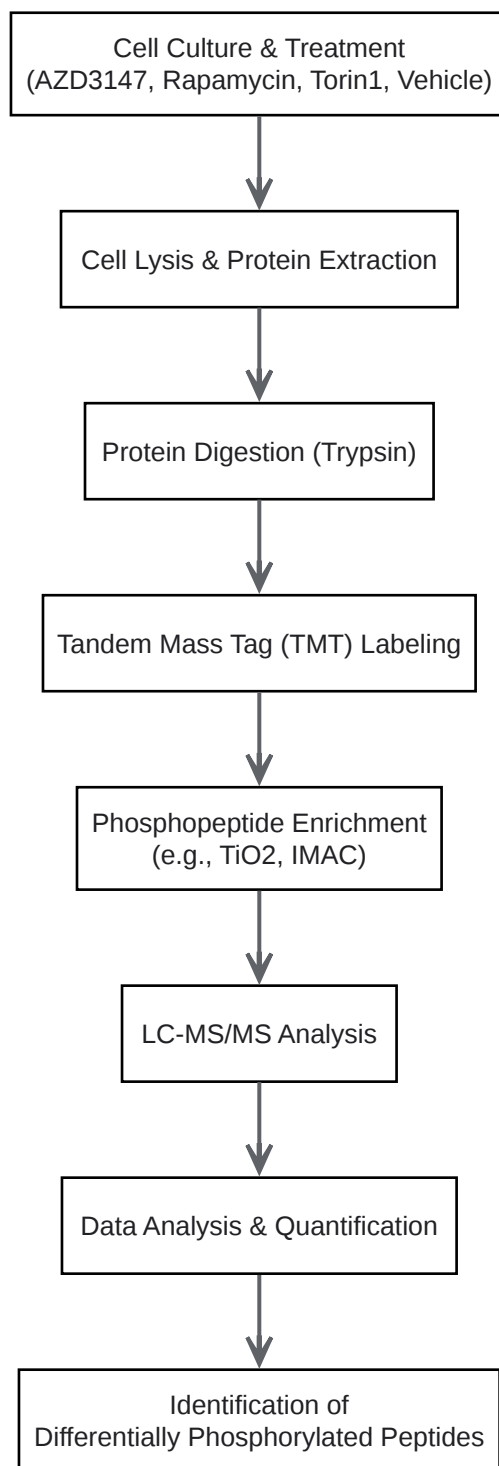 Cell Culture & Treatment
(AZD3147, Rapamycin, Torin1, Vehicle)
Cell Lysis & Protein Extraction
Protein Digestion (Trypsin)
Tandem Mass Tag (TMT) Labeling
Phosphopeptide Enrichment
(e.g., TiO2, IMAC)
LC-MS/MS Analysis
Data Analysis & Quantification
Identification of
Differentially Phosphorylated Peptides